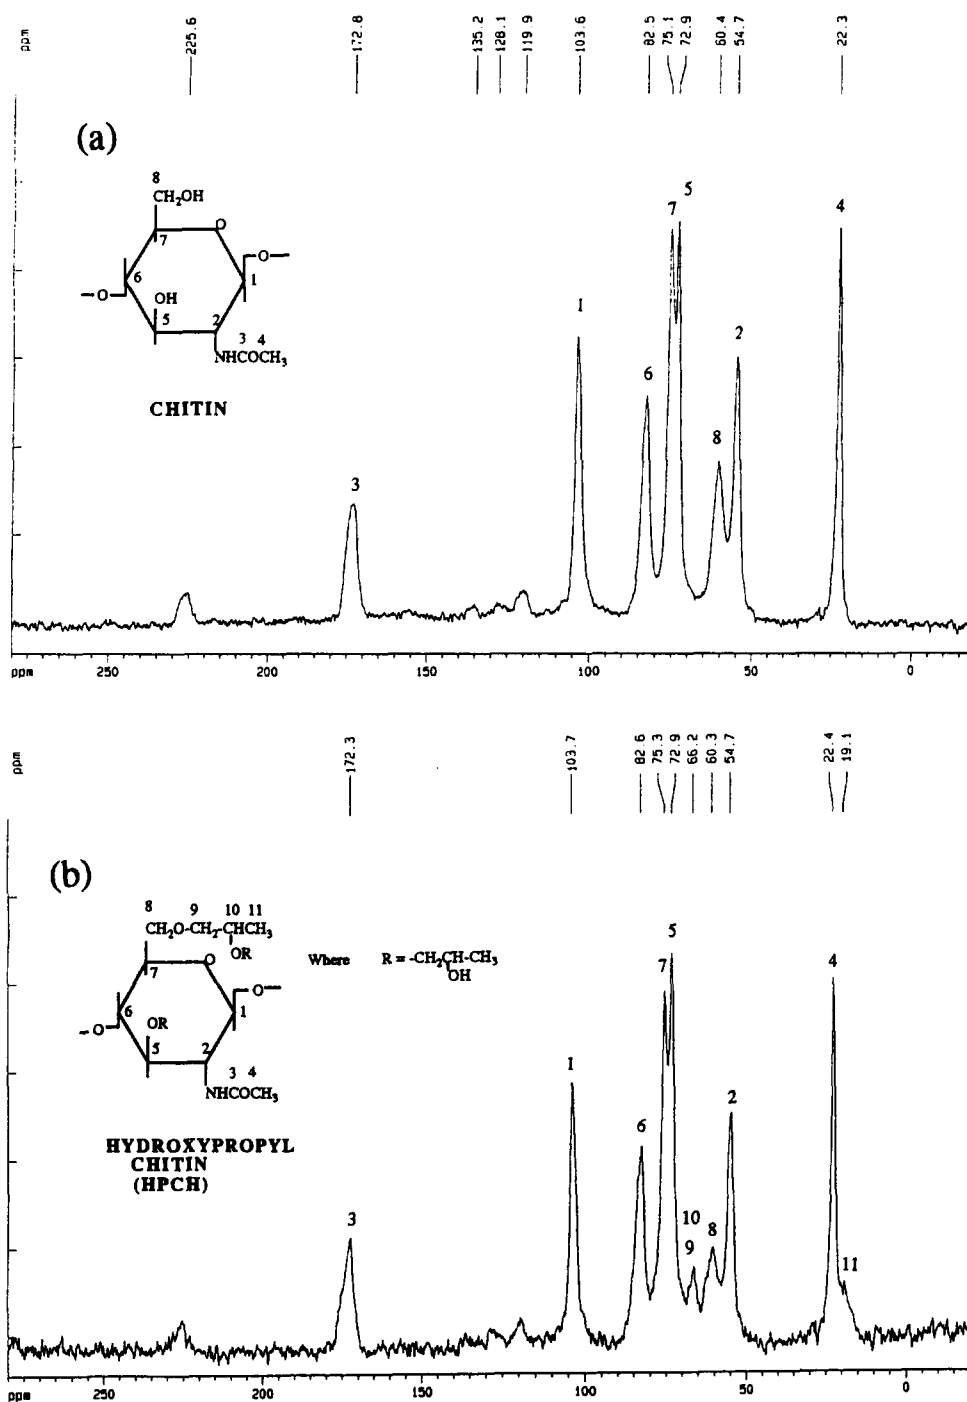 ppm
225.6
172.8
135.2
128.1
119.9
103.6
82.5
75.1
72.9
60.4
54.7
22.3
(a)
8
CH2OH
7
O
6
O
1
OH
5
2
3 4
NHCOCH3
CHITIN
1
2
3
4
5
6
7
8
ppm 250 200 150 100 50 0
ppm
172.3
103.7
82.6
75.3
72.9
66.2
60.3
54.7
22.4
19.1
(b)
8 9 10 11
CH2O-CH2-CHCH3
OR
Where R = -CH2CH-CH3
OH
7
O
6
O
1
O
OR
5
2
3 4
NHCOCH3
HYDROXYPROPYL
CHITIN
(HPCH)
3
1
6
7
5
10
9
8
2
4
11
ppm 250 200 150 100 50 0